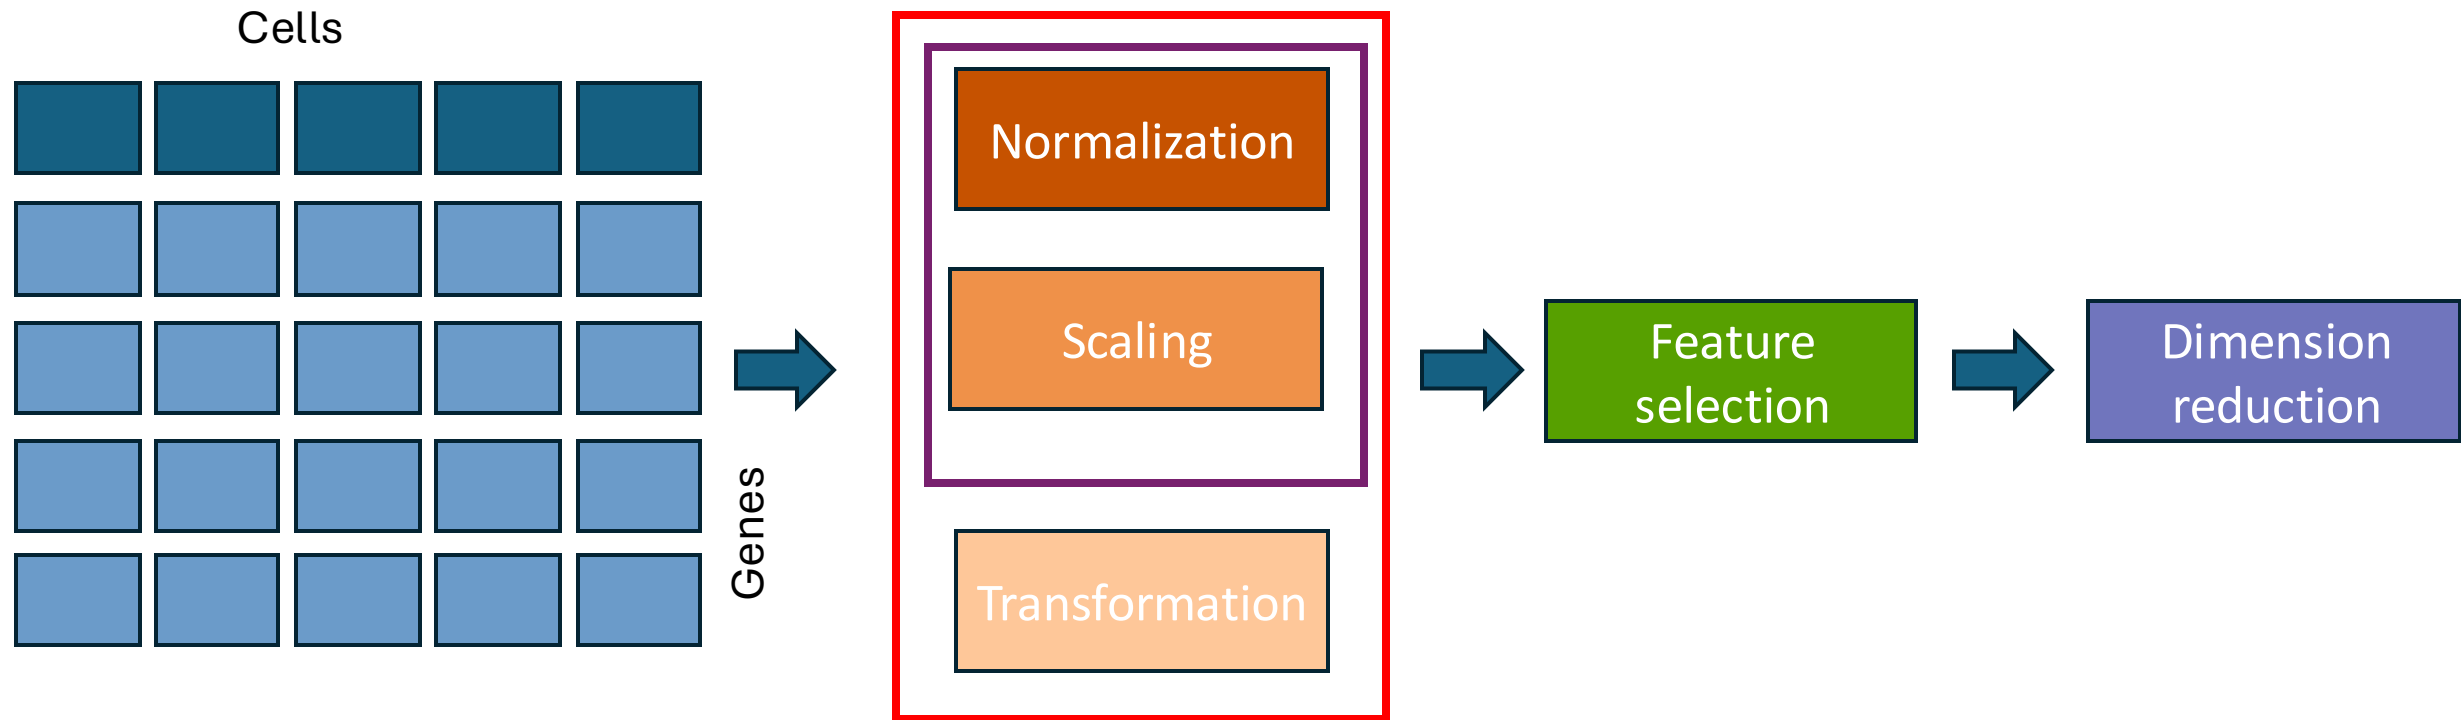 Cells
Genes
Normalization
Scaling
Transformation
Feature
selection
Dimension
reduction